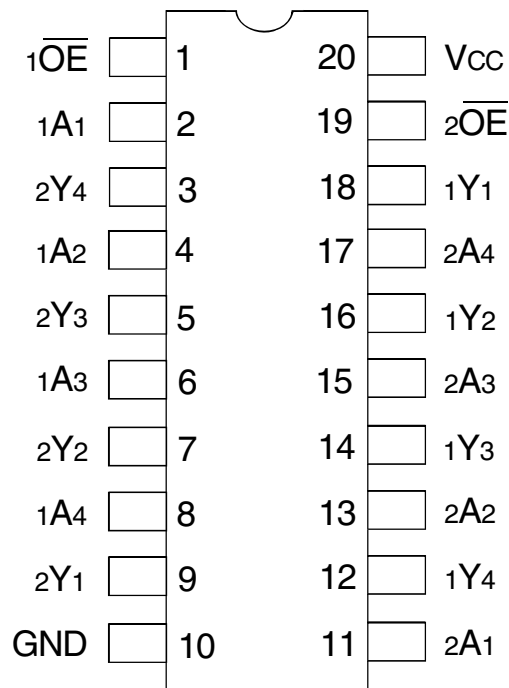 1O̅E̅ 1 20 VCC
1A1 2 19 2O̅E̅
2Y4 3 18 1Y1
1A2 4 17 2A4
2Y3 5 16 1Y2
1A3 6 15 2A3
2Y2 7 14 1Y3
1A4 8 13 2A2
2Y1 9 12 1Y4
GND 10 11 2A1